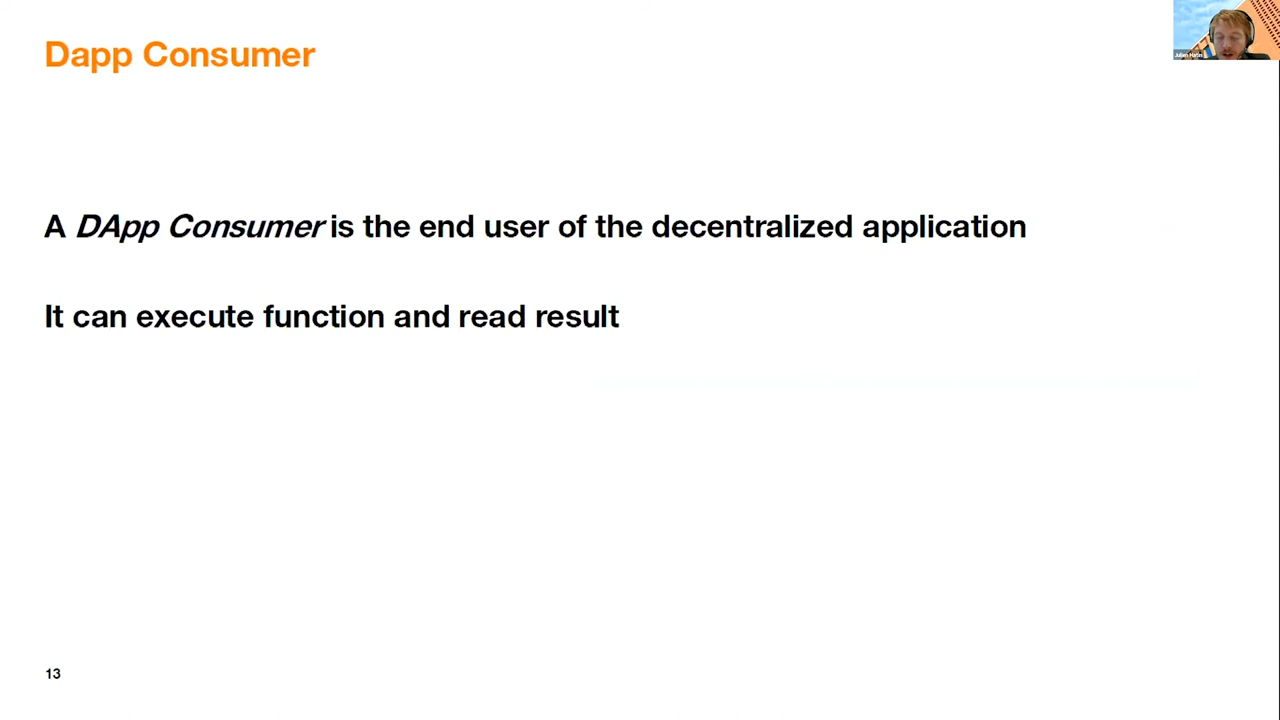 Dapp Consumer
A DApp Consumer is the end user of the decentralized application
It can execute function and read result
13